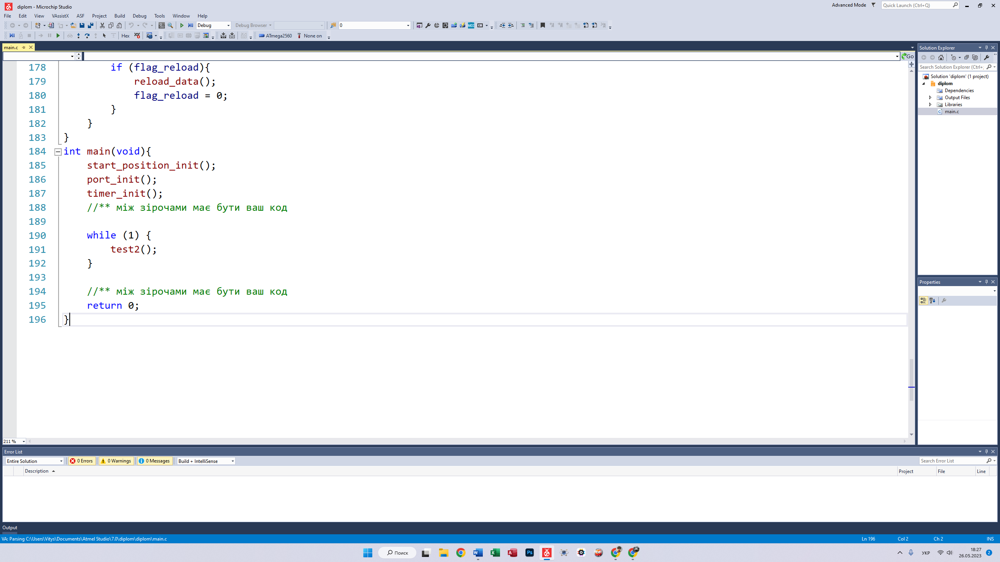 diplom - Microchip Studio
Advanced Mode
Quick Launch (Ctrl+Q)
File Edit View VAssistX ASF Project Build Debug Tools Window Help
Debug Debug Browser 0
Hex ATmega2560 None on
main.c
Go
178 if (flag_reload){
179 reload_data();
180 flag_reload = 0;
181 }
182 }
183 }
184 int main(void){
185 start_position_init();
186 port_init();
187 timer_init();
188 //** між зірочами має бути ваш код
189
190 while (1) {
191 test2();
192 }
193
194 //** між зірочами має бути ваш код
195 return 0;
196 }
211 %
Solution Explorer
Search Solution Explorer (Ctrl+;
Solution 'diplom' (1 project)
diplom
Dependencies
Output Files
Libraries
main.c
Properties
Error List
Entire Solution 0 Errors 0 Warnings 0 Messages Build + IntelliSense
Search Error List
Description Project File Line
Output
VA: Parsing C:\Users\Vitys\Documents\Atmel Studio\7.0\diplom\diplom\main.c
Ln 196 Col 2 Ch 2 INS
Поиск
УКР
18:27
26.05.2023
2